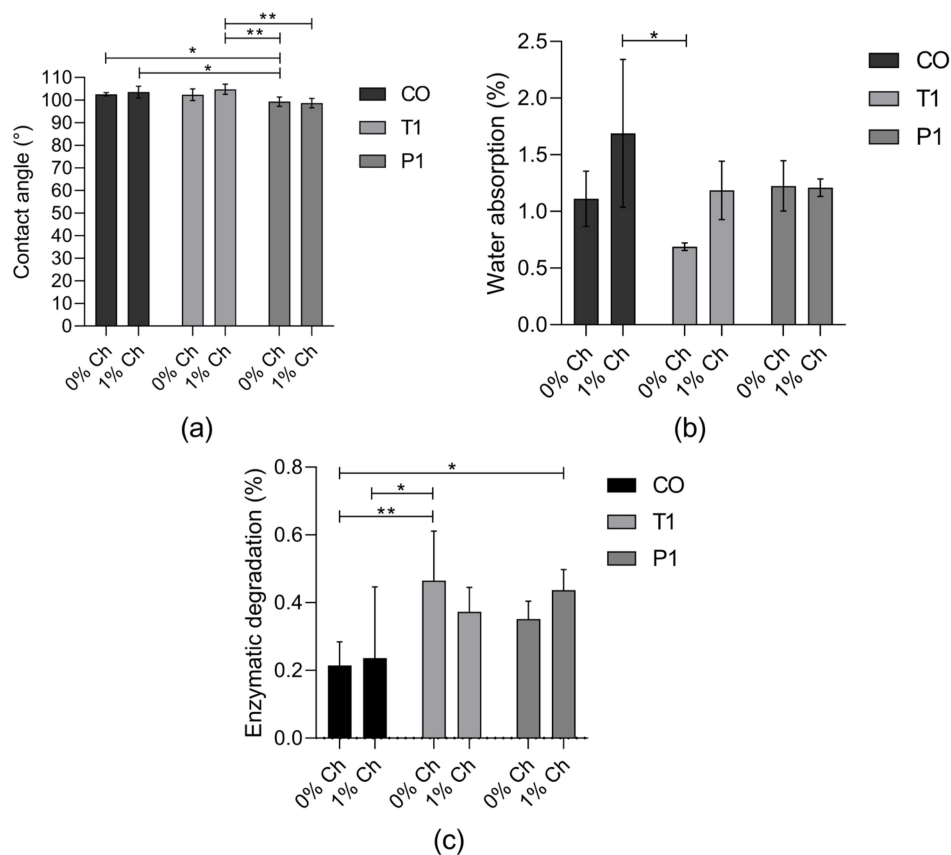 **
**
*
*
110
100
90
80
70
60
50
40
30
20
10
0
Contact angle (°)
CO
T1
P1
0% Ch
1% Ch
0% Ch
1% Ch
0% Ch
1% Ch
(a)
*
2.5
2.0
1.5
1.0
0.5
0.0
Water absorption (%)
CO
T1
P1
0% Ch
1% Ch
0% Ch
1% Ch
0% Ch
1% Ch
(b)
*
*
**
0.8
0.6
0.4
0.2
0.0
Enzymatic degradation (%)
CO
T1
P1
0% Ch
1% Ch
0% Ch
1% Ch
0% Ch
1% Ch
(c)